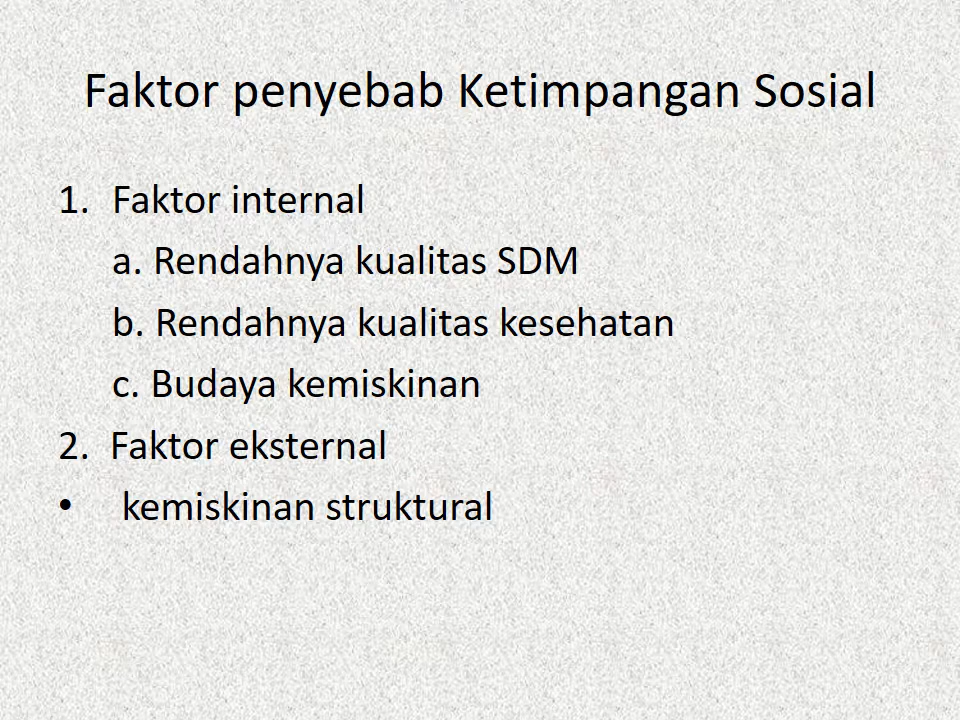 Faktor penyebab Ketimpangan Sosial
1. Faktor internal
a. Rendahnya kualitas SDM
b. Rendahnya kualitas kesehatan
c. Budaya kemiskinan
2. Faktor eksternal
• kemiskinan struktural